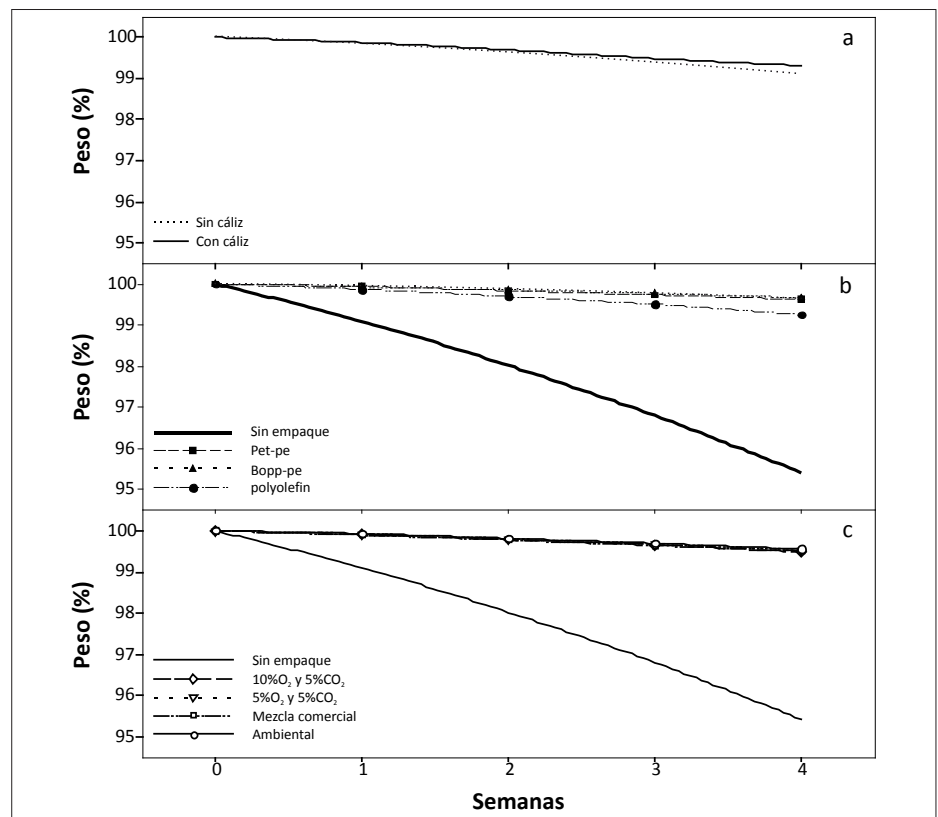 a
100
99
98
97
96
95
Peso (%)
Sin cáliz
Con cáliz
b
100
99
98
97
96
95
Peso (%)
Sin empaque
Pet-pe
Bopp-pe
polyolefin
c
100
99
98
97
96
95
Peso (%)
Sin empaque
10%O₂ y 5%CO₂
5%O₂ y 5%CO₂
Mezcla comercial
Ambiental
0 1 2 3 4
Semanas